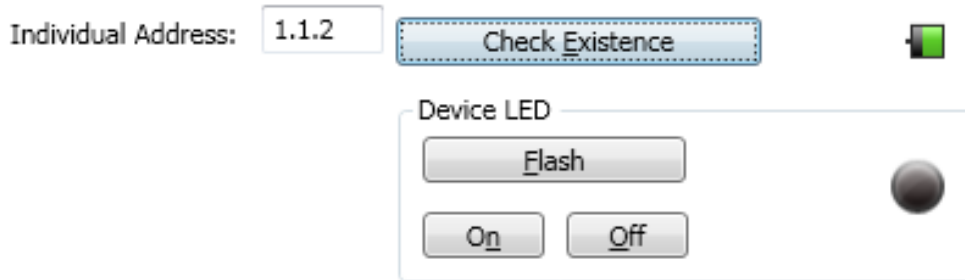 Individual Address: 1.1.2 Check Existence
Device LED
Flash
On Off